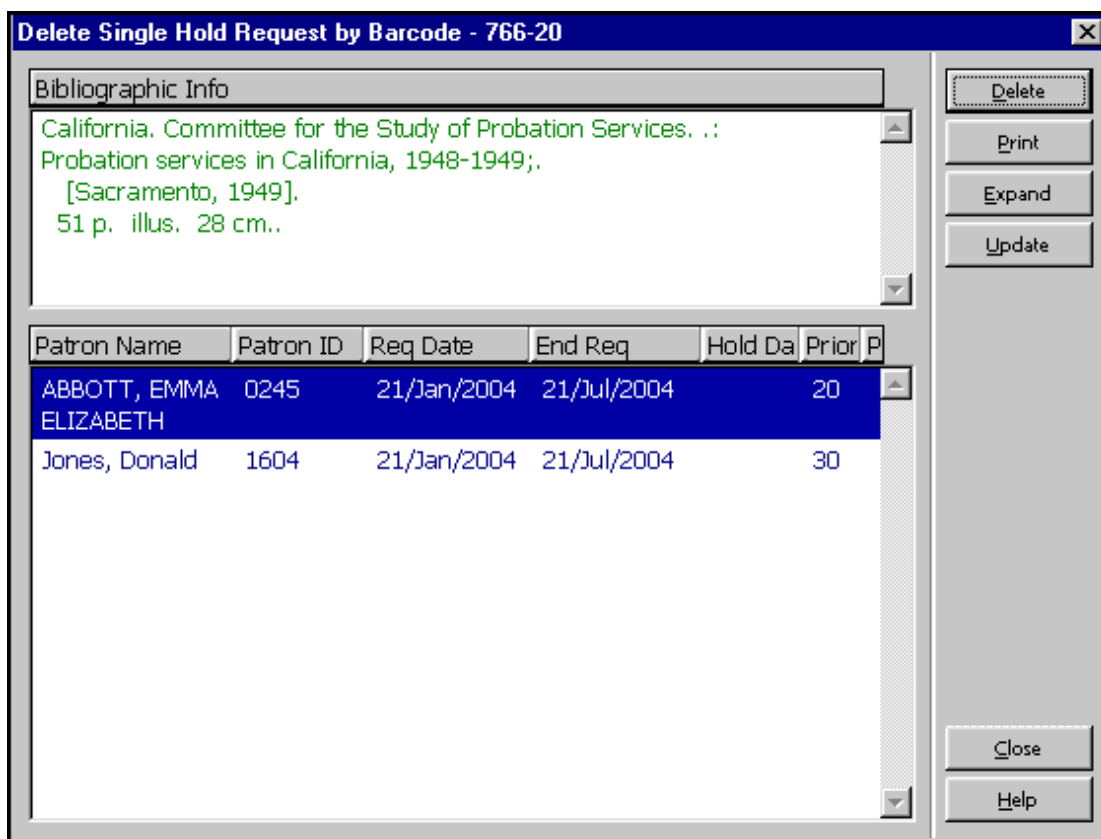 Delete Single Hold Request by Barcode - 766-20
Bibliographic Info
California. Committee for the Study of Probation Services. .:
Probation services in California, 1948-1949;.
[Sacramento, 1949].
51 p. illus. 28 cm..
Delete
Print
Expand
Update
Patron Name Patron ID Req Date End Req Hold Da Prior P
ABBOTT, EMMA ELIZABETH 0245 21/Jan/2004 21/Jul/2004 20
Jones, Donald 1604 21/Jan/2004 21/Jul/2004 30
Close
Help